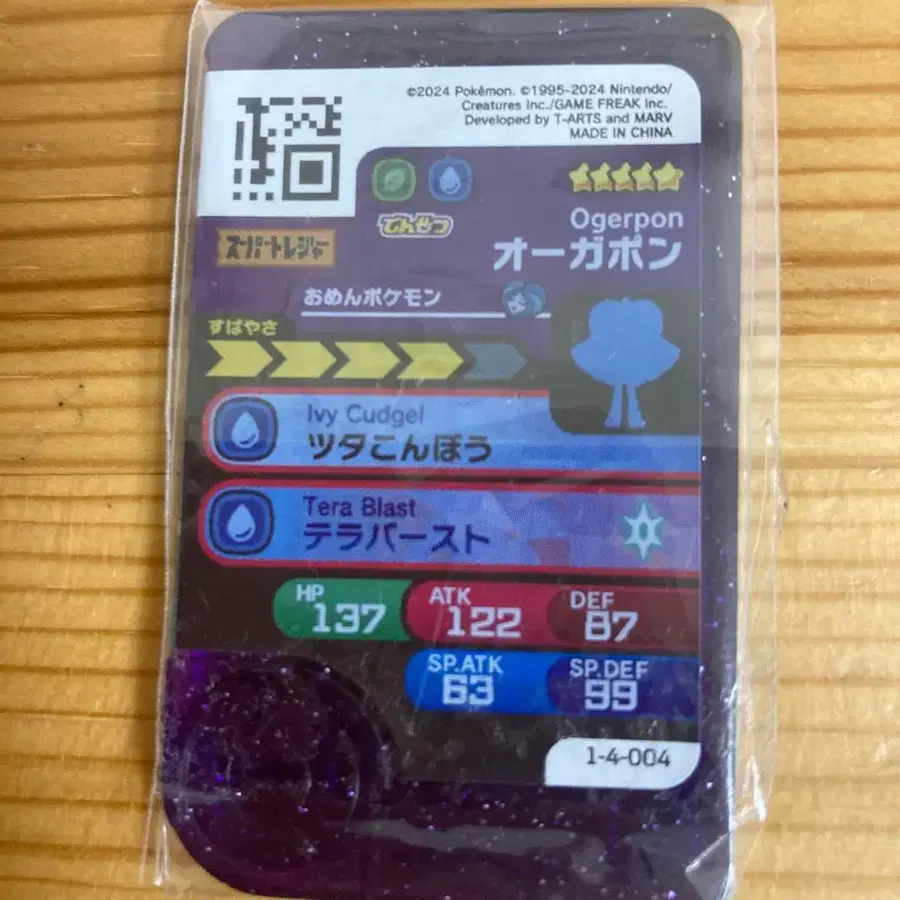 ©2024 Pokémon. ©1995-2024 Nintendo/
Creatures Inc./GAME FREAK inc.
Developed by T-ARTS and MARV
MADE IN CHINA
でんせつ
スーパートレジャー
Ogerpon
オーガポン
おめんポケモン
すばやさ
Ivy Cudgel
ツタこんぼう
Tera Blast
テラバースト
HP
137
ATK
122
DEF
87
SP.ATK
63
SP.DEF
99
1-4-004